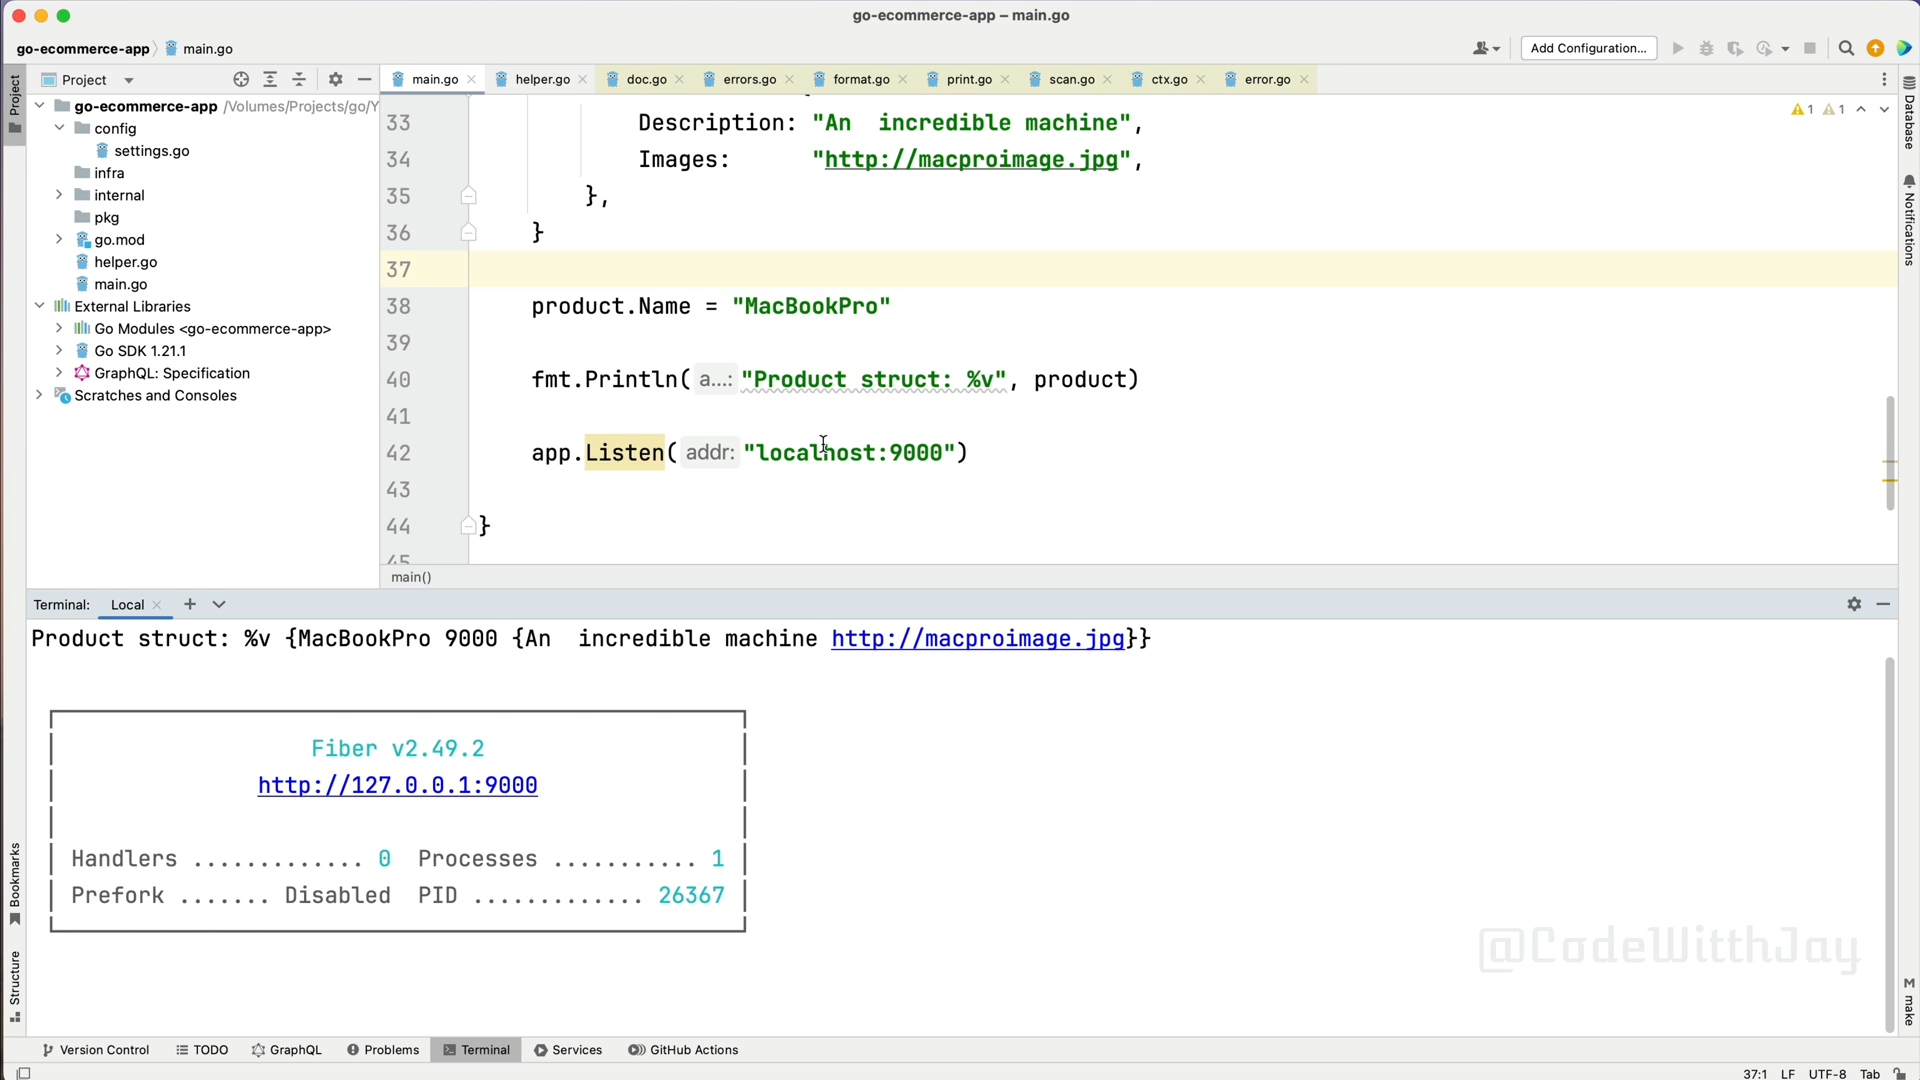 go-ecommerce-app – main.go
go-ecommerce-app
main.go
Add Configuration...
Project
Project
main.go
helper.go
doc.go
errors.go
format.go
print.go
scan.go
ctx.go
error.go
go-ecommerce-app /Volumes/Projects/go/Y
config
settings.go
infra
internal
pkg
go.mod
helper.go
main.go
External Libraries
Go Modules <go-ecommerce-app>
Go SDK 1.21.1
GraphQL: Specification
Scratches and Consoles
1 1
33 Description: "An  incredible machine",
34 Images: "http://macproimage.jpg",
35 },
36 }
37
38 product.Name = "MacBookPro"
39
40 fmt.Println( a...: "Product struct: %v", product)
41
42 app.Listen( addr: "localhost:9000")
43
44 }
45
main()
Database
Notifications
Terminal:
Local
Product struct: %v {MacBookPro 9000 {An  incredible machine http://macproimage.jpg}}
Fiber v2.49.2
http://127.0.0.1:9000
Handlers ............. 0 Processes ........... 1
Prefork ....... Disabled PID ............. 26367
@CodeWitthJay
Bookmarks
Structure
M make
Version Control
TODO
GraphQL
Problems
Terminal
Services
GitHub Actions
37:1 LF UTF-8 Tab